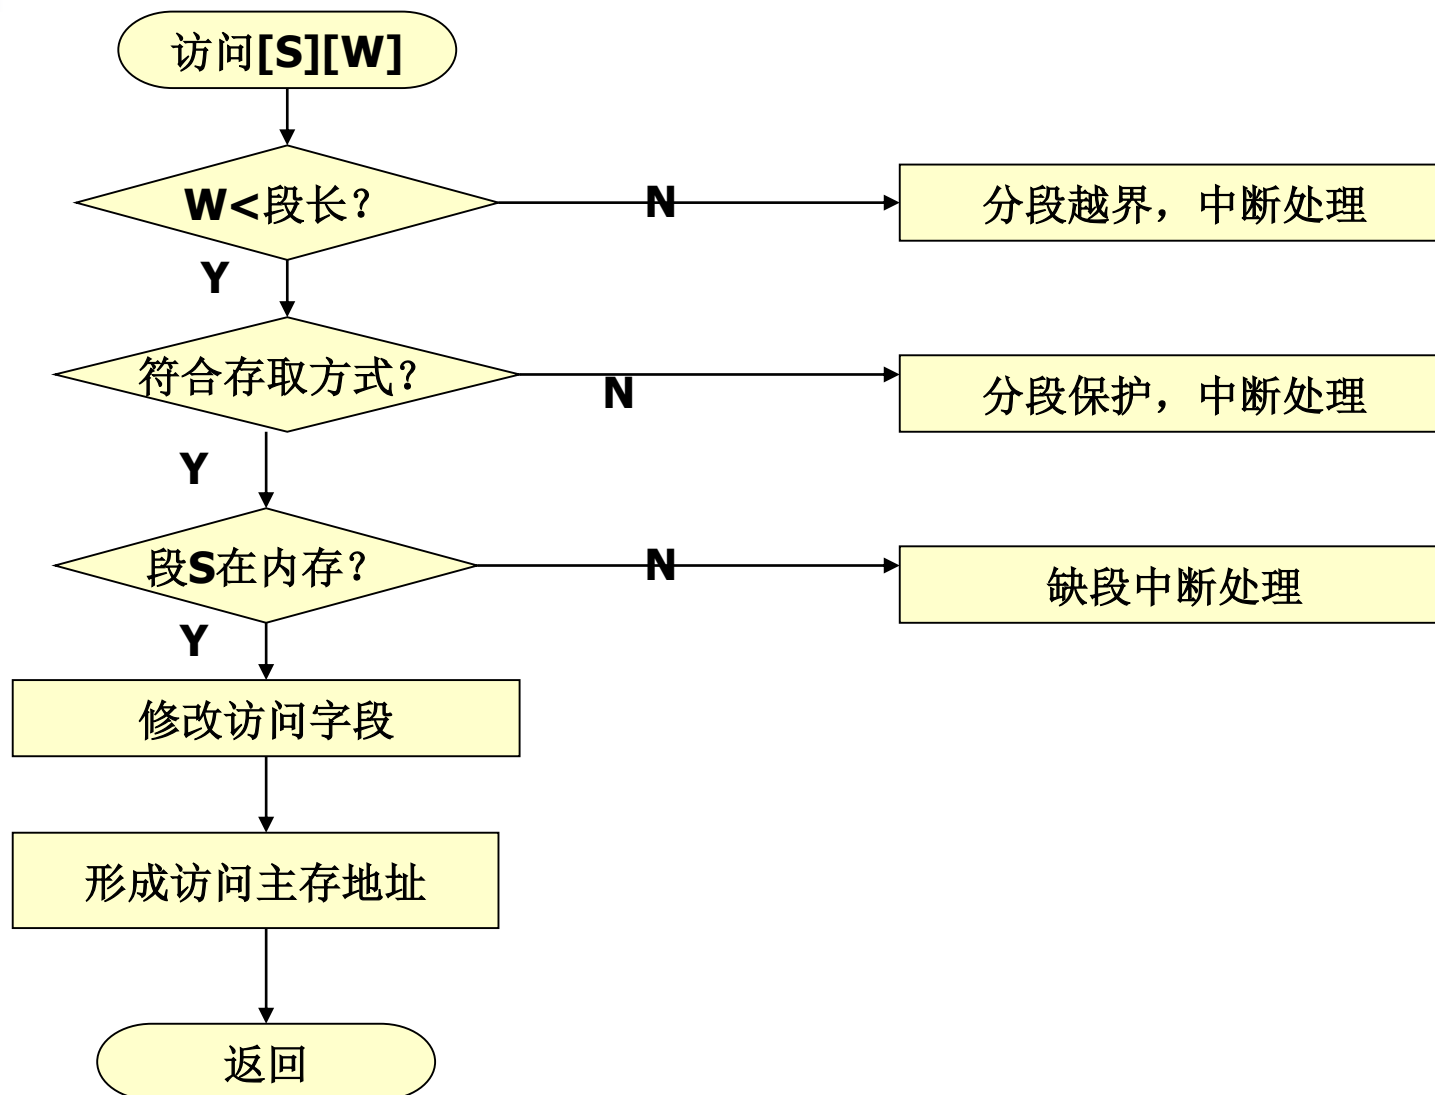 访问[S][W]
W<段长？
N
分段越界，中断处理
Y
符合存取方式？
N
分段保护，中断处理
Y
段S在内存？
N
缺段中断处理
Y
修改访问字段
形成访问主存地址
返回